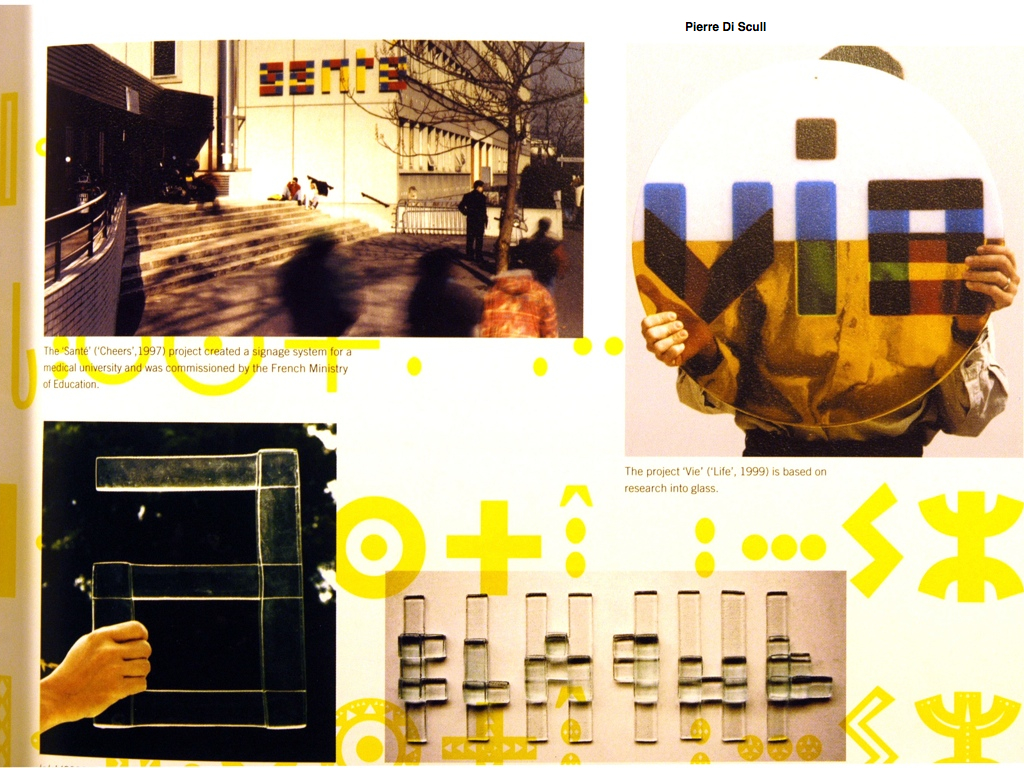 Pierre Di Scull
sante
vie
The 'Santé' ('Cheers', 1997) project created a signage system for a
medical university and was commissioned by the French Ministry
of Education.
The project 'Vie' ('Life', 1999) is based on
research into glass.
a